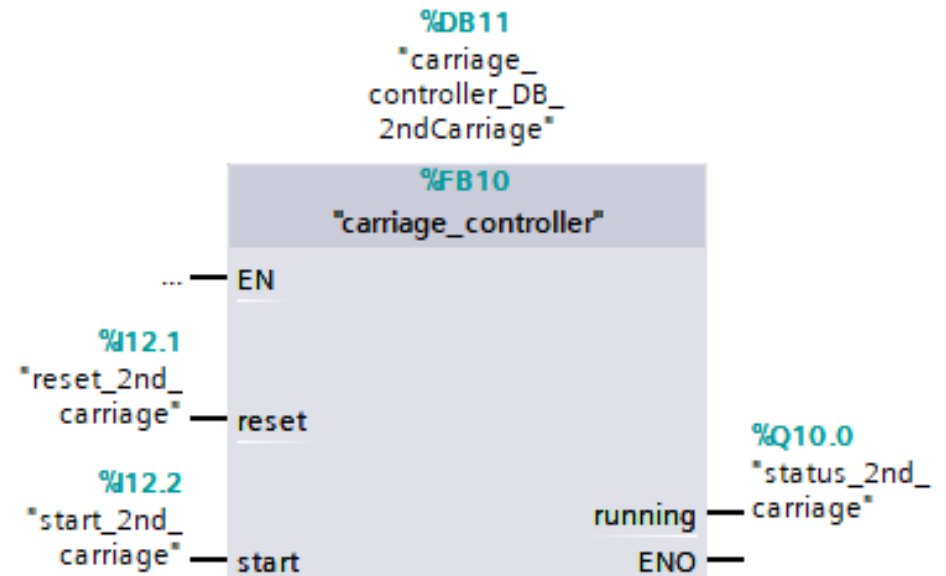 %DB11
"carriage_
controller_DB_
2ndCarriage"
%FB10
"carriage_controller"
... EN
%I12.1
"reset_2nd_
carriage" reset
%Q10.0
"status_2nd_
carriage"
running
%I12.2
"start_2nd_
carriage" start
ENO